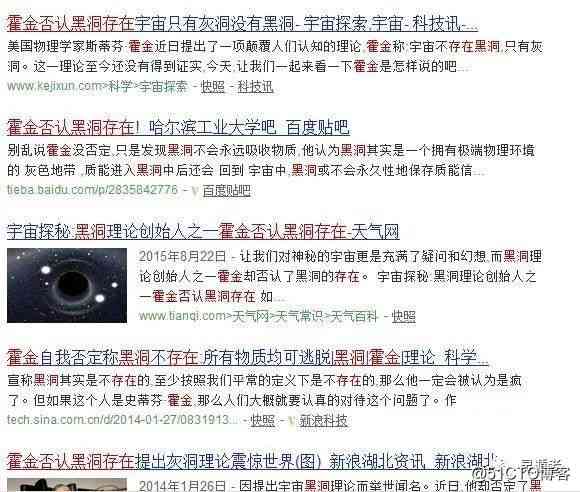 霍金否认黑洞存在宇宙只有灰洞没有黑洞- 宇宙探索,宇宙- 科技讯-...
美国物理学家斯蒂芬·霍金近日提出了一项颠覆人们认知的理论,霍金称:宇宙不存在黑洞,只有灰
洞。这一理论至今还没有得到证实,今天,让我们一起来看一下霍金是怎样说的吧...
www.kejixun.com>科学>宇宙探索 - 快照 - 科技讯
霍金否认黑洞存在! 哈尔滨工业大学吧 百度贴吧
别乱说霍金没否定,只是发现黑洞不会永远吸收物质,他认为黑洞其实是一个拥有极端物理环境
的 灰色地带 ,质能进入黑洞中后还会 回到 宇宙中,黑洞或不会永久性地保存质能信...
tieba.baidu.com/p/2835842776 - 百度贴吧
宇宙探秘:黑洞理论创始人之一霍金否认黑洞存在-天气网
2015年8月22日 - 让我们对神秘的宇宙更是充满了疑问和幻想,而黑洞理
论创始人之一霍金却否认了黑洞的存在。 宇宙探秘:黑洞理论创始人之
一霍金否认黑洞存在 如...
www.tianqi.com>天气网>天气常识>天气百科 - 快照
霍金自我否定称黑洞不存在 所有物质均可逃脱|黑洞|霍金|理论_科学...
宣称黑洞其实是不存在的,至少按照我们平常的定义下是不存在的,那么他一定会被认为是疯
了。但如果这个人是史蒂芬·霍金,那么人们大概就要认真的对待这个问题了。作
tech.sina.com.cn/d/2014-01-27/0831913... - 快照 - 新浪科技
霍金否认黑洞存在提出灰洞理论震惊世界(图)_新浪湖北资讯_新浪湖北
2014年1月26日 - 因提出宇宙黑洞理论而举世闻名。近日,他却否定了黑
@51CTO博客